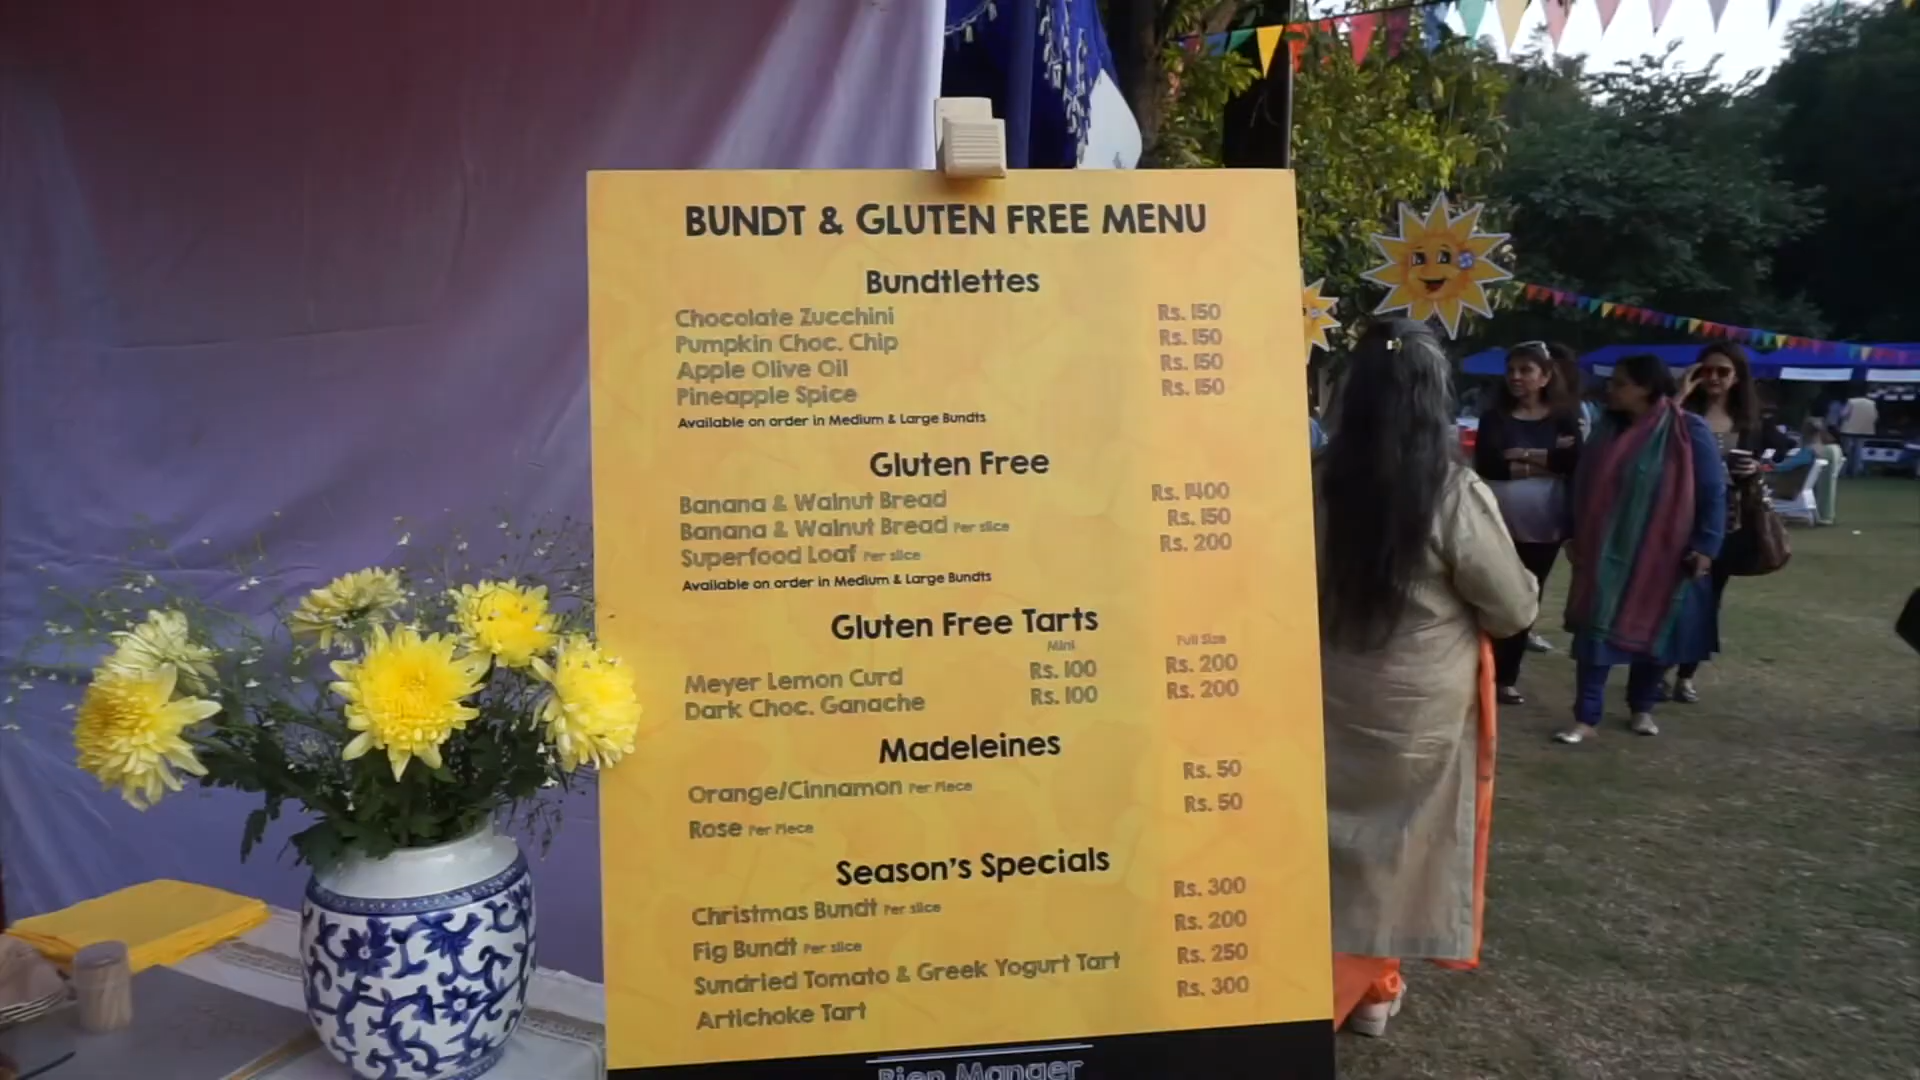 BUNDT & GLUTEN FREE MENU
Bundtlettes
Chocolate Zucchini Rs. 150
Pumpkin Choc. Chip Rs. 150
Apple Olive Oil Rs. 150
Pineapple Spice Rs. 150
Available on order in Medium & Large Bundts
Gluten Free
Banana & Walnut Bread Rs. 1400
Banana & Walnut Bread Per slice Rs. 150
Superfood Loaf Per slice Rs. 200
Available on order in Medium & Large Bundts
Gluten Free Tarts
Mini Full Size
Meyer Lemon Curd Rs. 100 Rs. 200
Dark Choc. Ganache Rs. 100 Rs. 200
Madeleines
Orange/Cinnamon Per Piece Rs. 50
Rose Per Piece Rs. 50
Season's Specials
Christmas Bundt Per slice Rs. 300
Fig Bundt Per slice Rs. 200
Sundried Tomato & Greek Yogurt Tart Rs. 250
Artichoke Tart Rs. 300
Bien Manger